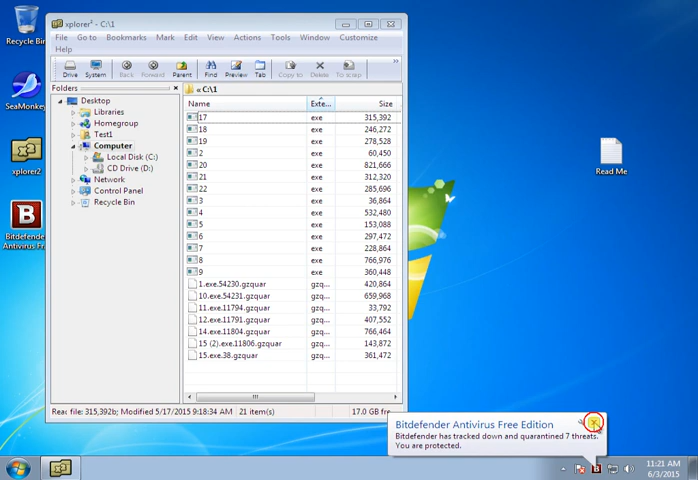 Recycle Bin
SeaMonkey
xplorer2
Bitdefender
Antivirus Fre
xplorer² - C:\1
File Go to Bookmarks Mark Edit View Actions Tools Window Customize
Help
Drive System Back Forward Parent Find Preview Tab Copy to Delete To scrap »
Folders
Desktop
Libraries
Homegroup
Test1
Computer
Local Disk (C:)
CD Drive (D:)
Network
Control Panel
Recycle Bin
« C:\1
Name Exte... Size
17 exe 315,392
18 exe 246,272
19 exe 278,528
2 exe 60,450
20 exe 821,666
21 exe 312,320
22 exe 285,696
3 exe 36,864
4 exe 532,480
5 exe 153,088
6 exe 297,472
7 exe 228,864
8 exe 766,976
9 exe 360,448
1.exe.54230.gzquar gzq... 420,864
10.exe.54231.gzquar gzq... 659,968
11.exe.11794.gzquar gzq... 33,792
12.exe.11791.gzquar gzq... 407,552
14.exe.11804.gzquar gzq... 766,464
15 (2).exe.11806.gzquar gzq... 143,872
15.exe.38.gzquar gzq... 361,472
Read file: 315,392b; Modified 5/17/2015 9:18:34 AM 21 item(s) 17.0 GB fre
Read Me
Bitdefender Antivirus Free Edition
Bitdefender has tracked down and quarantined 7 threats.
You are protected.
11:21 AM
6/3/2015